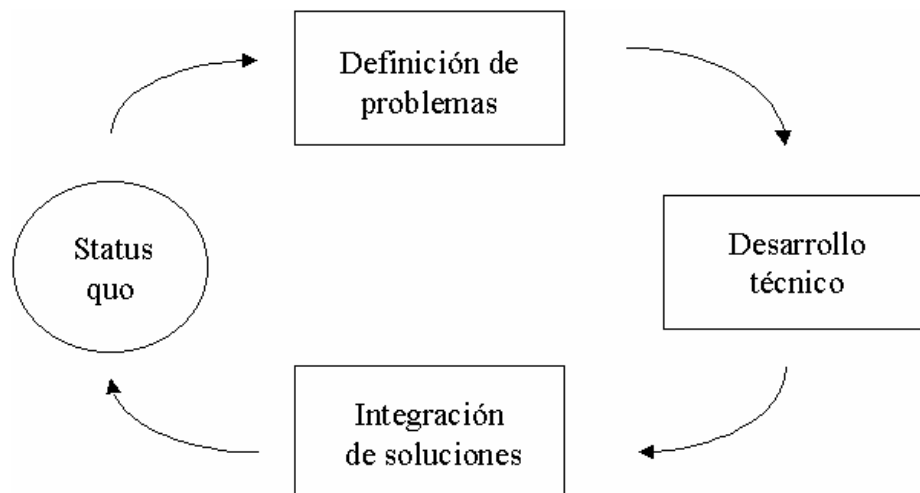 Definición de
problemas
Status
quo
Desarrollo
técnico
Integración
de soluciones